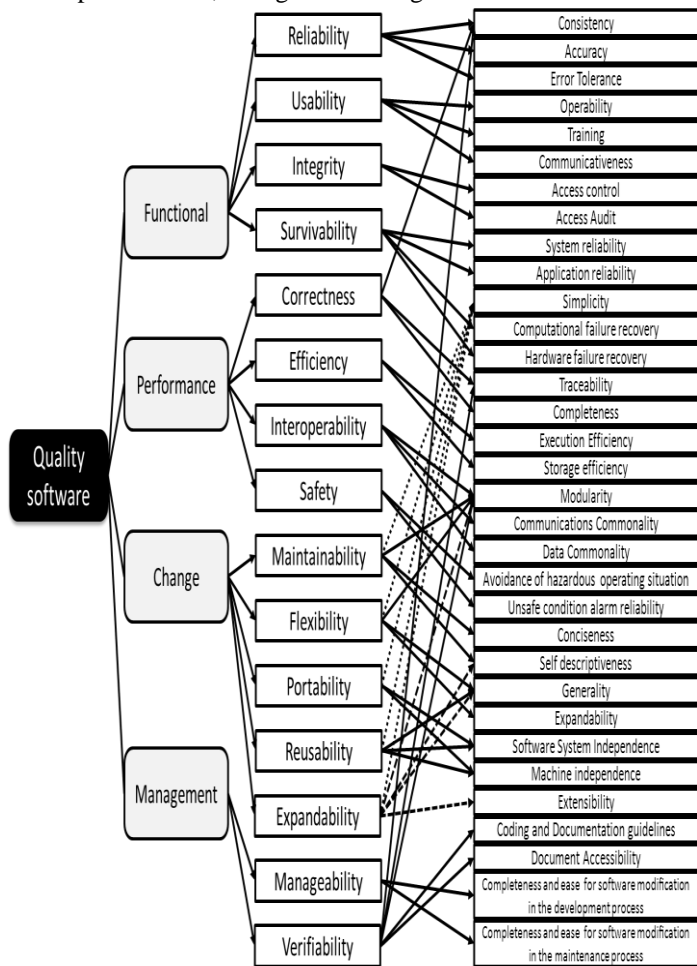 Quality
software
Functional
Performance
Change
Management
Reliability
Usability
Integrity
Survivability
Correctness
Efficiency
Interoperability
Safety
Maintainability
Flexibility
Portability
Reusability
Expandability
Manageability
Verifiability
Consistency
Accuracy
Error Tolerance
Operability
Training
Communicativeness
Access control
Access Audit
System reliability
Application reliability
Simplicity
Computational failure recovery
Hardware failure recovery
Traceability
Completeness
Execution Efficiency
Storage efficiency
Modularity
Communications Commonality
Data Commonality
Avoidance of hazardous operating situation
Unsafe condition alarm reliability
Conciseness
Self descriptiveness
Generality
Expandability
Software System Independence
Machine independence
Extensibility
Coding and Documentation guidelines
Document Accessibility
Completeness and ease for software modification
in the development process
Completeness and ease for software modification
in the maintenance process